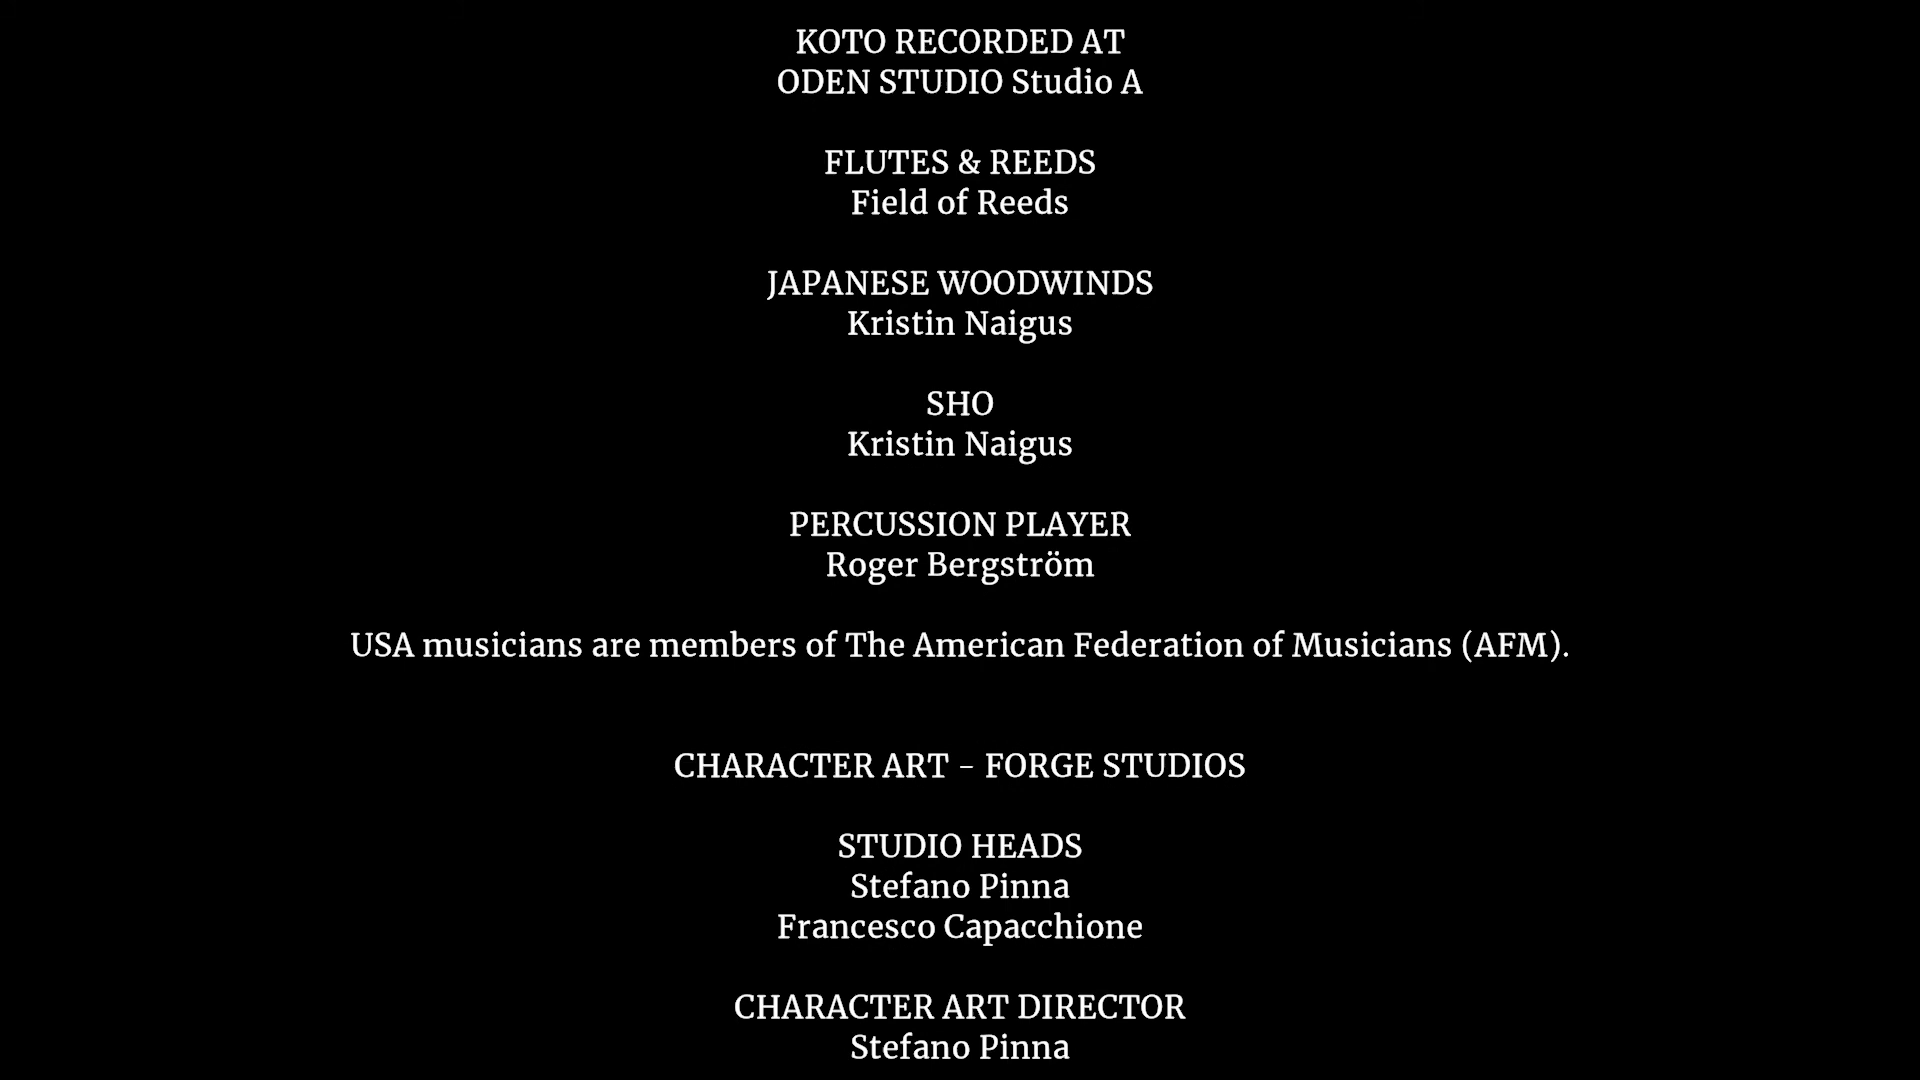 KOTO RECORDED AT
ODEN STUDIO Studio A
FLUTES & REEDS
Field of Reeds
JAPANESE WOODWINDS
Kristin Naigus
SHO
Kristin Naigus
PERCUSSION PLAYER
Roger Bergström
USA musicians are members of The American Federation of Musicians (AFM).
CHARACTER ART - FORGE STUDIOS
STUDIO HEADS
Stefano Pinna
Francesco Capacchione
CHARACTER ART DIRECTOR
Stefano Pinna